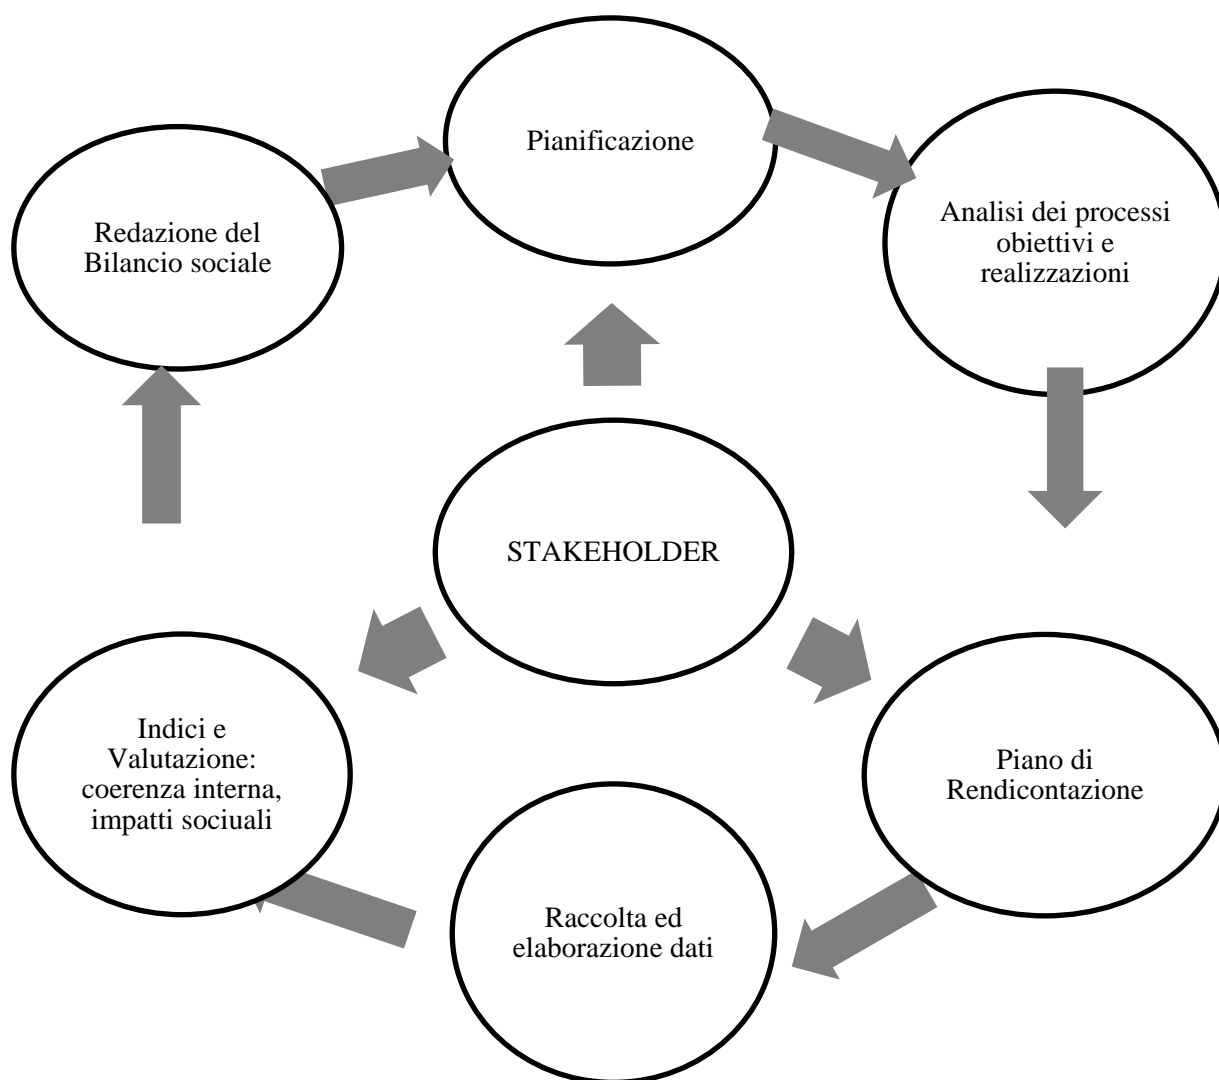 Pianificazione
Analisi dei processi
obiettivi e
realizzazioni
Redazione del
Bilancio sociale
STAKEHOLDER
Indici e
Valutazione:
coerenza interna,
impatti sociuali
Piano di
Rendicontazione
Raccolta ed
elaborazione dati